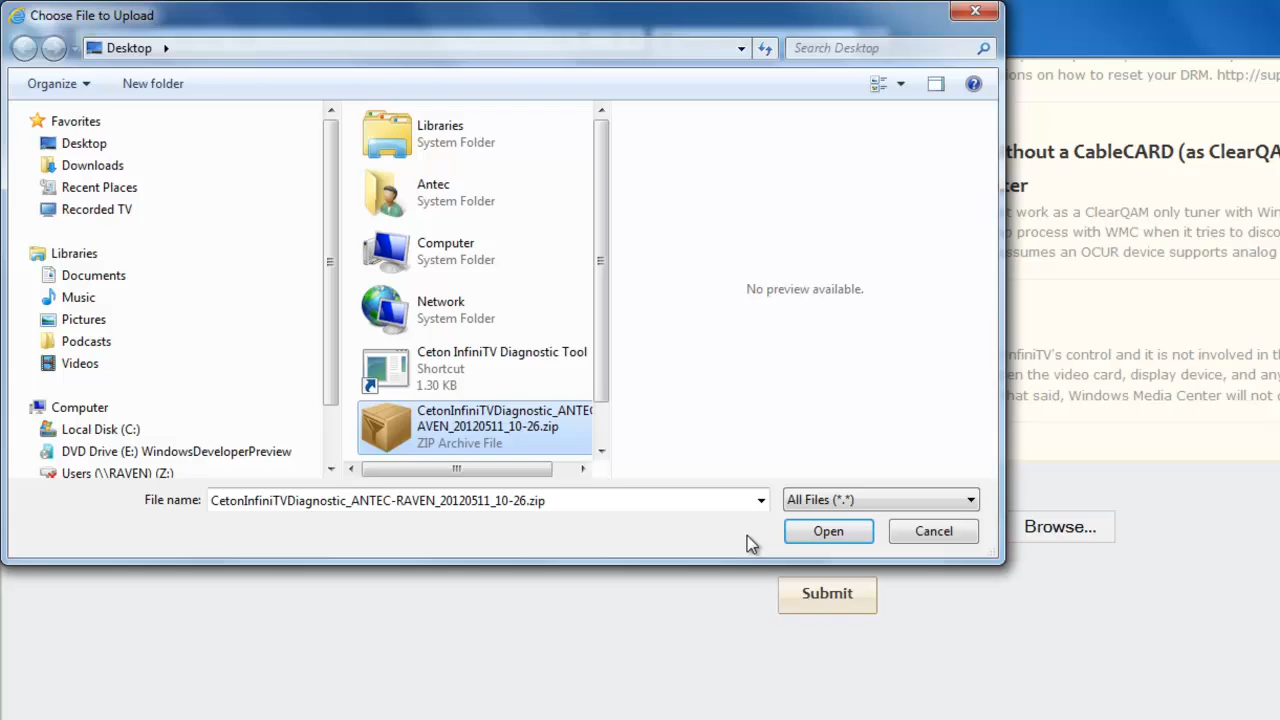 Choose File to Upload
Desktop
Search Desktop
Organize
New folder
Favorites
Desktop
Downloads
Recent Places
Recorded TV
Libraries
Documents
Music
Pictures
Podcasts
Videos
Computer
Local Disk (C:)
DVD Drive (E:) WindowsDeveloperPreview
Users (\\RAVEN) (Z:)
Libraries
System Folder
Antec
System Folder
Computer
System Folder
Network
System Folder
Ceton InfiniTV Diagnostic Tool
Shortcut
1.30 KB
CetonInfiniTVDiagnostic_ANTEC
AVEN_20120511_10-26.zip
ZIP Archive File
No preview available.
File name:
CetonInfiniTVDiagnostic_ANTEC-RAVEN_20120511_10-26.zip
All Files (*.*)
Open
Cancel
ons on how to reset your DRM. http://sup
thout a CableCARD (as ClearQA
ter
t work as a ClearQAM only tuner with Win
p process with WMC when it tries to disco
ssumes an OCUR device supports analog
nfiniTV's control and it is not involved in th
en the video card, display device, and any
hat said, Windows Media Center will not
Browse...
Submit